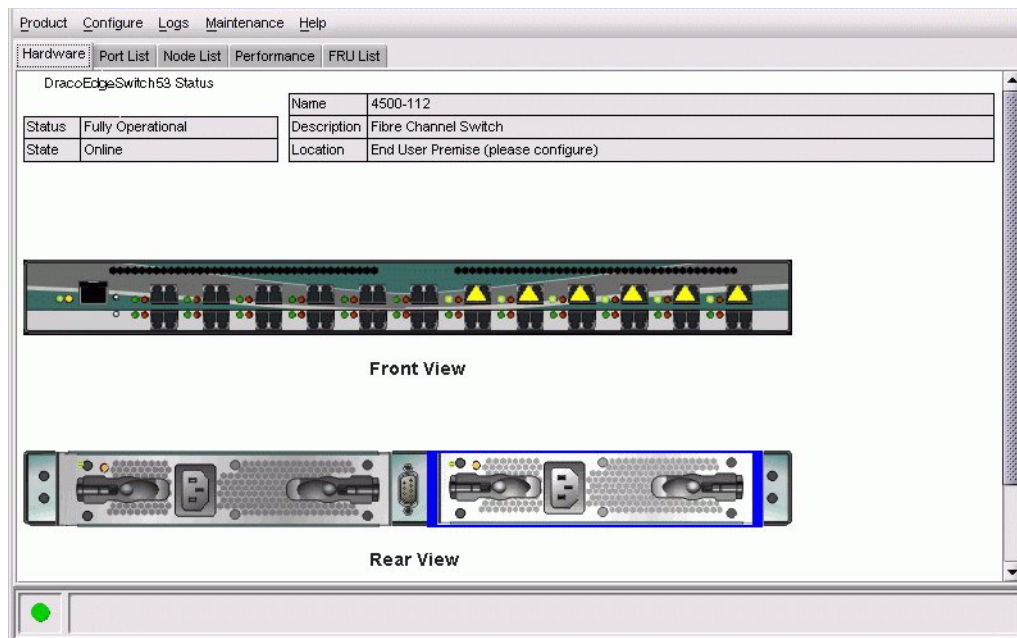 Product Configure Logs Maintenance Help
Hardware Port List Node List Performance FRU List
DracoEdgeSwitch53 Status
Name 4500-112
Status Fully Operational Description Fibre Channel Switch
State Online Location End User Premise (please configure)
Front View
Rear View